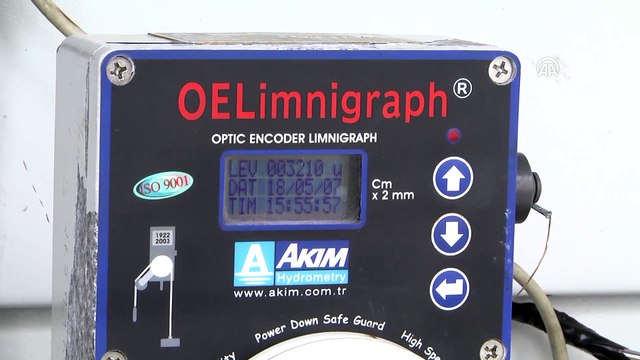 AA
OELimnigraph®
OPTIC ENCODER LIMNIGRAPH
LEV 003210 u
DAT 18/05/07
TIM 15:55:57
Cm
x 2 mm
ISO 9001
1922
2003
A AKIM
Hydrometry
www.akim.com.tr
Power Down Safe Guard